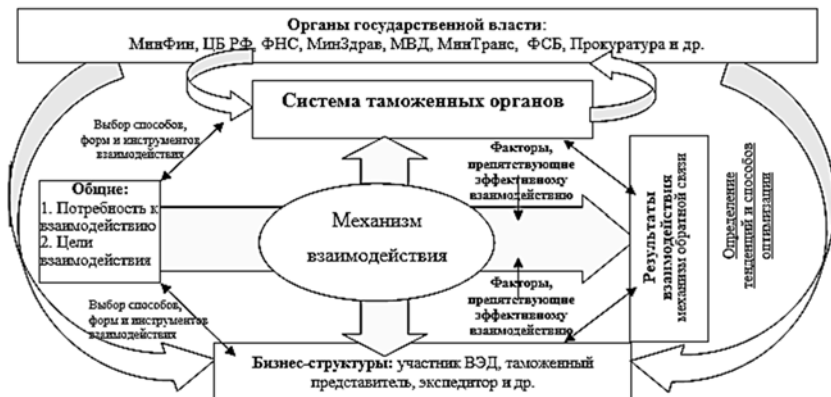 Органы государственной власти:
МинФин, ЦБ РФ, ФНС, МинЗдрав, МВД, МинТранс, ФСБ, Прокуратура и др.
Система таможенных органов
Выбор способов,
форм и инструментов
взаимодействия
Факторы,
препятствующие
эффективному
взаимодействию
Общие:
1. Потребность к
взаимодействию
2. Цели
взаимодействия
Механизм
взаимодействия
Результаты
взаимодействия
механизм обратной связи
Определение
тенденций и способов
оптимизации
Выбор способов,
форм и инструментов
взаимодействия
Факторы,
препятствующие
эффективному
взаимодействию
Бизнес-структуры: участник ВЭД, таможенный
представитель, экспедитор и др.